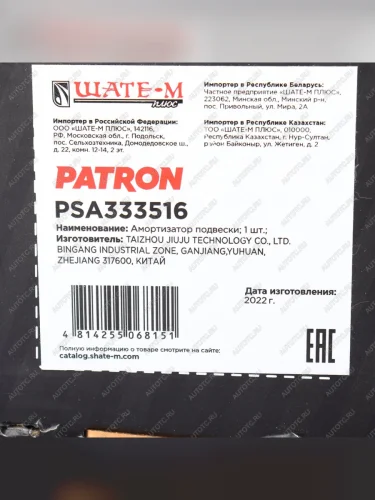 ШАТЕ-М
ПЛЮС
Импортер в Российской Федерации:
ООО «ШАТЕ-М ПЛЮС», 142116,
РФ, Московская обл., г. Подольск,
пос. Сельхозтехника, Домодедовское ш.,
д. 22, комн. 12-14, 2 эт.
Импортер в Республике Беларусь:
Частное предприятие «ШАТЕ-М ПЛЮС»,
223062, Минская обл., Минский р-н,
пос. Привольный, ул. Мира, 2А
Импортер в Республике Казахстан:
ТОО «ШАТЕ-М ПЛЮС», 010000,
Республика Казахстан, г. Нур-Султан,
район Байконыр, ул. Жетиген, д. 2
PATRON
PSA333516
Наименование: Амортизатор подвески; 1 шт.;
Изготовитель: TAIZHOU JIUJU TECHNOLOGY CO., LTD.
BINGANG INDUSTRIAL ZONE, GANJIANG,YUHUAN,
ZHEJIANG 317600, КИТАЙ
Дата изготовления:
2022 г.
4 814255 068151
EAC
Полную информацию о товаре смотрите на сайте:
catalog.shate-m.com
AUTOTC.RU